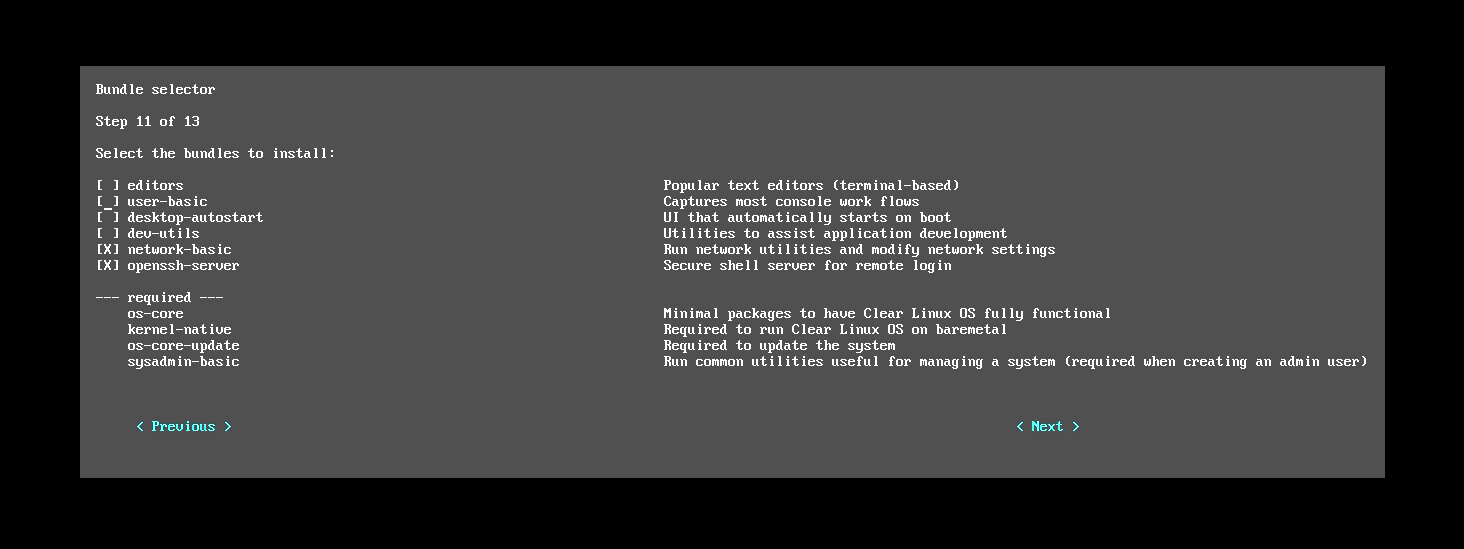 Bundle selector
Step 11 of 13
Select the bundles to install:
[ ] editors Popular text editors (terminal-based)
[_] user-basic Captures most console work flows
[ ] desktop-autostart UI that automatically starts on boot
[ ] dev-utils Utilities to assist application development
[X] network-basic Run network utilities and modify network settings
[X] openssh-server Secure shell server for remote login
--- required ---
os-core Minimal packages to have Clear Linux OS fully functional
kernel-native Required to run Clear Linux OS on baremetal
os-core-update Required to update the system
sysadmin-basic Run common utilities useful for managing a system (required when creating an admin user)
< Previous > < Next >